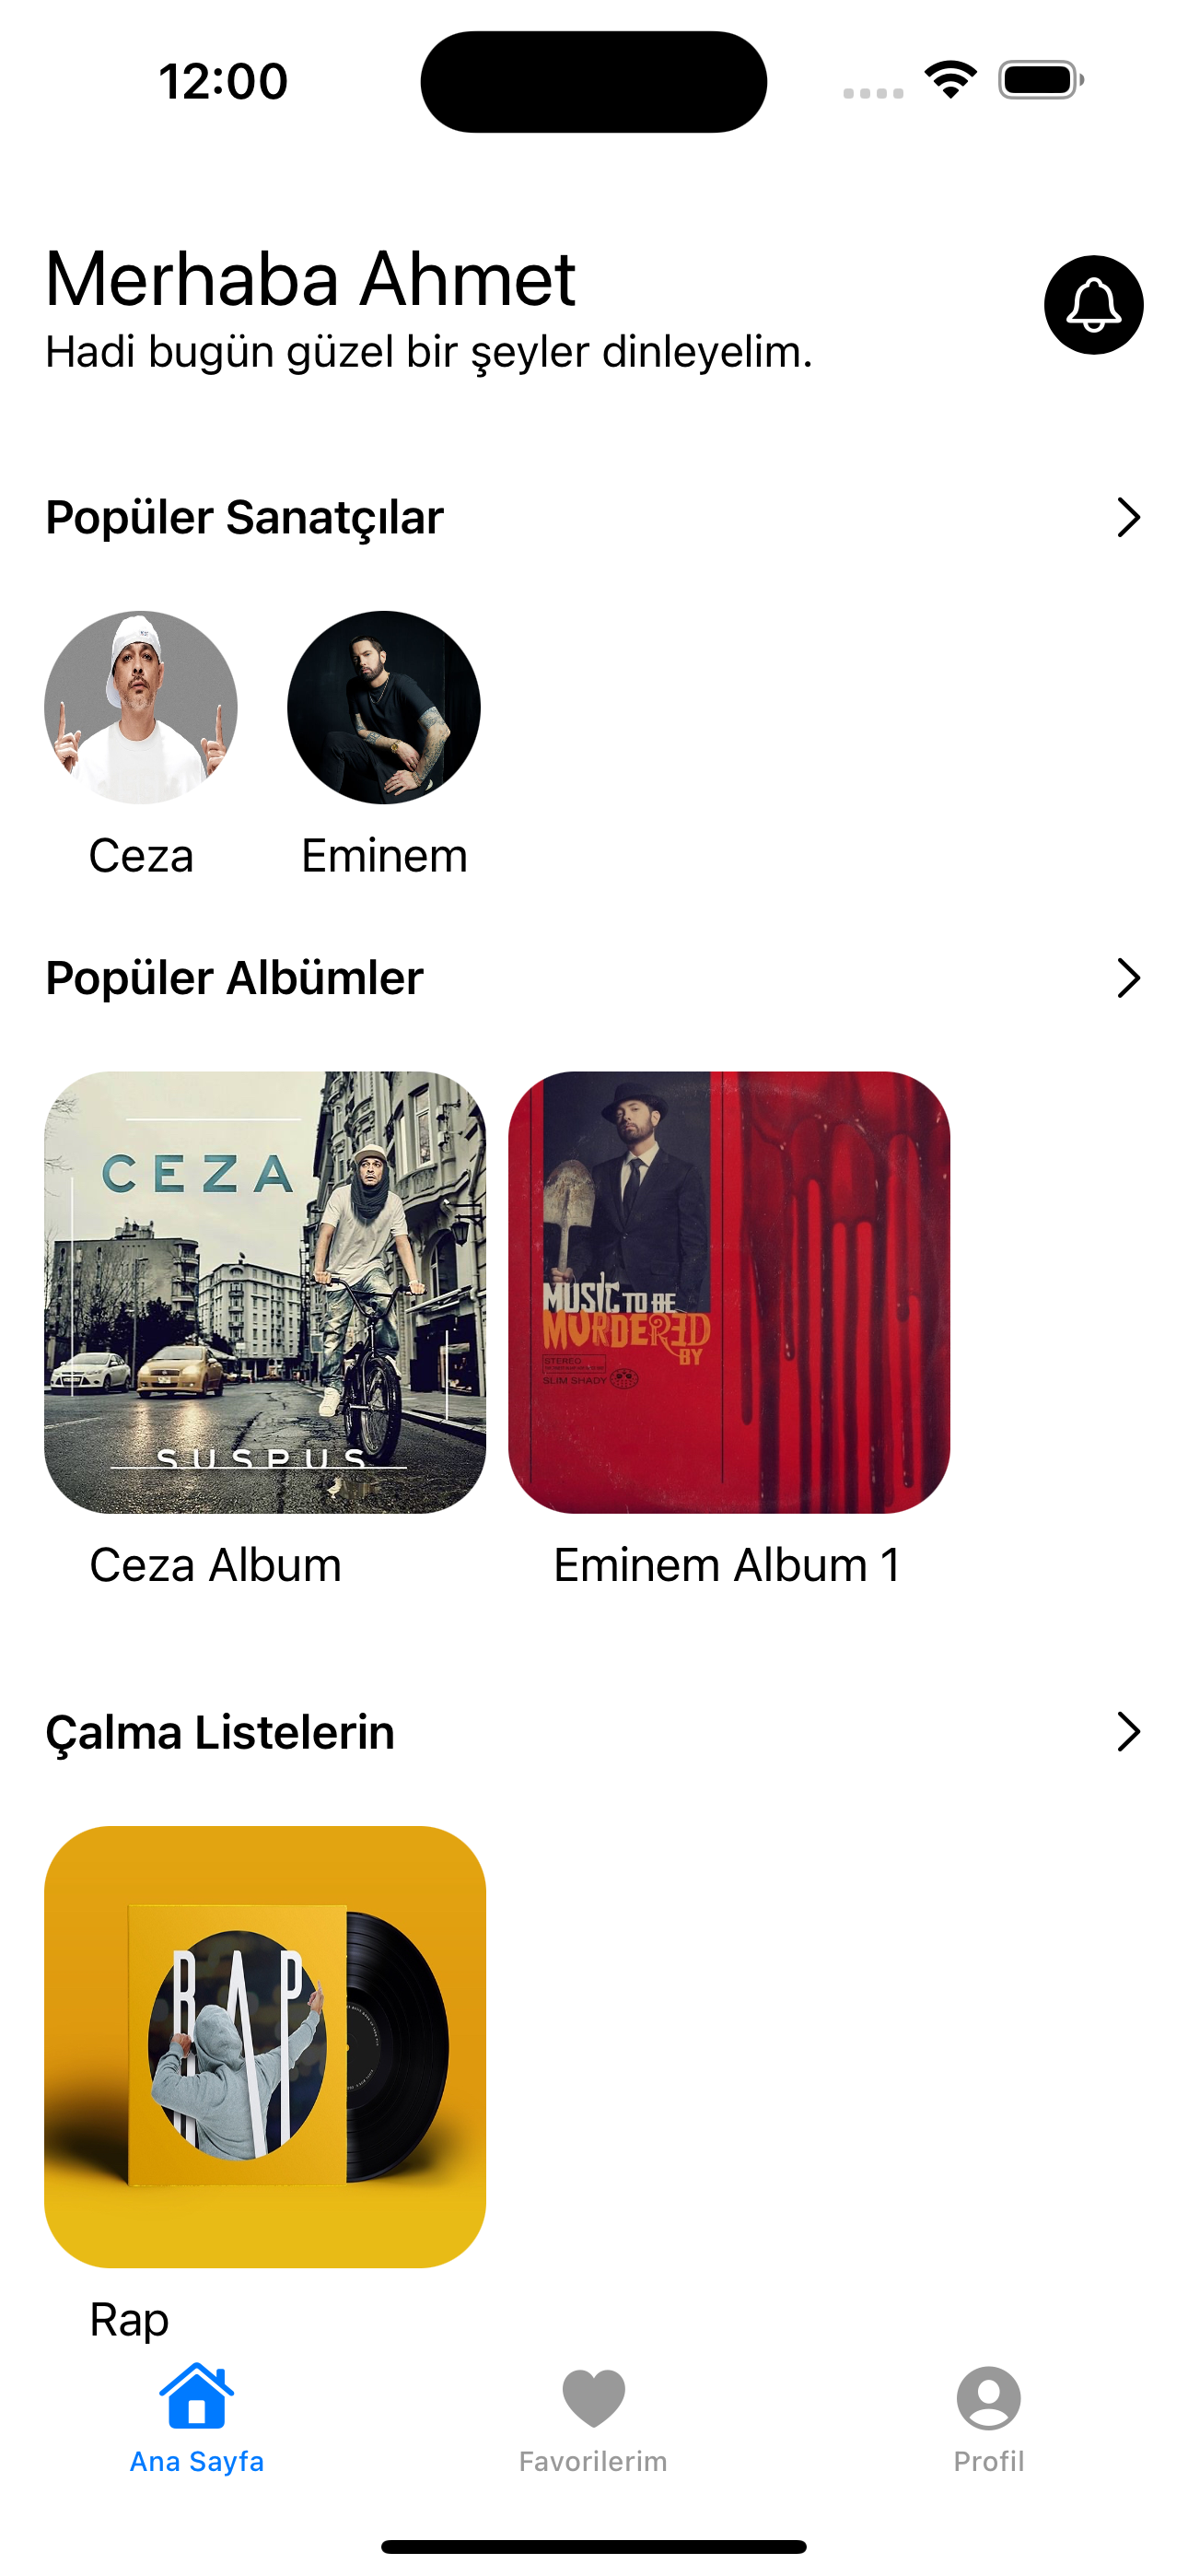 12:00
Merhaba Ahmet
Hadi bugün güzel bir şeyler dinleyelim.
Popüler Sanatçılar
Ceza
Eminem
Popüler Albümler
CEZA
SUSPUS
MUSIC TO BE
MURDERED
BY
STEREO
SLIM SHADY
Ceza Album
Eminem Album 1
Çalma Listelerin
RAP
Rap
Ana Sayfa
Favorilerim
Profil